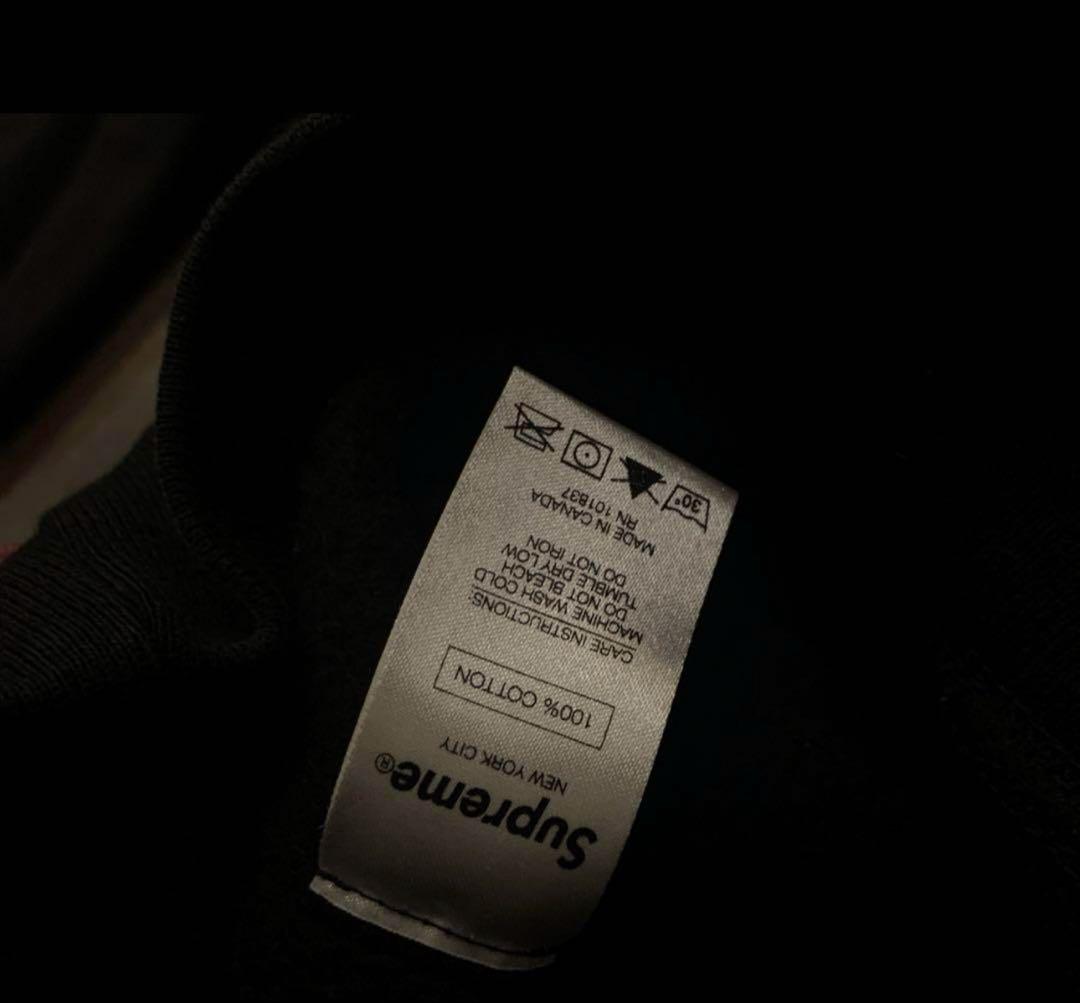 Supreme®
NEW YORK CITY
100% COTTON
CARE INSTRUCTIONS:
MACHINE WASH COLD
DO NOT BLEACH
TUMBLE DRY LOW
DO NOT IRON
MADE IN CANADA
RN 101837
30°